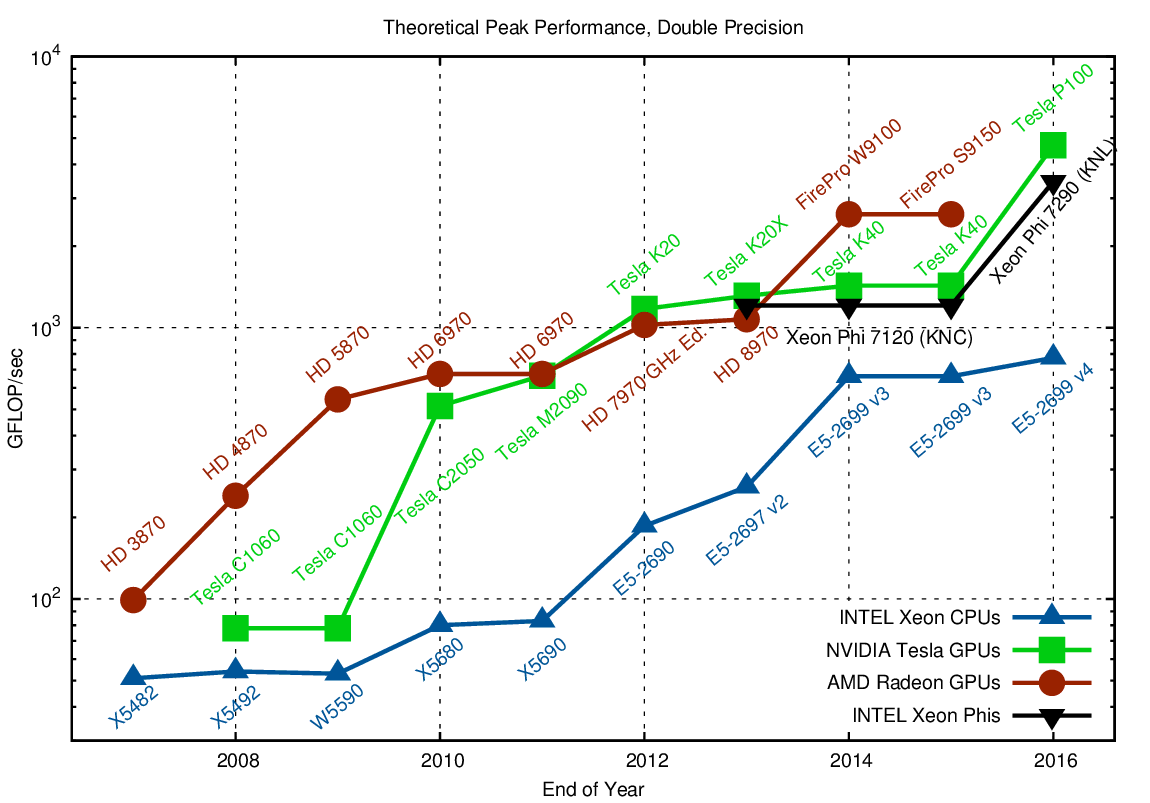 Theoretical Peak Performance, Double Precision
10^4
10^3
10^2
GFLOP/sec
HD 3870
HD 4870
HD 5870
HD 6970
HD 6970
HD 7970 GHz Ed.
HD 8970
FirePro W9100
FirePro S9150
Tesla C1060
Tesla C1060
Tesla C2050
Tesla M2090
Tesla K20
Tesla K20X
Tesla K40
Tesla K40
Tesla P100
Xeon Phi 7120 (KNC)
Xeon Phi 7290 (KNL)
X5482
X5492
W5590
X5680
X5690
E5-2690
E5-2697 v2
E5-2699 v3
E5-2699 v3
E5-2699 v4
INTEL Xeon CPUs
NVIDIA Tesla GPUs
AMD Radeon GPUs
INTEL Xeon Phis
2008 2010 2012 2014 2016
End of Year